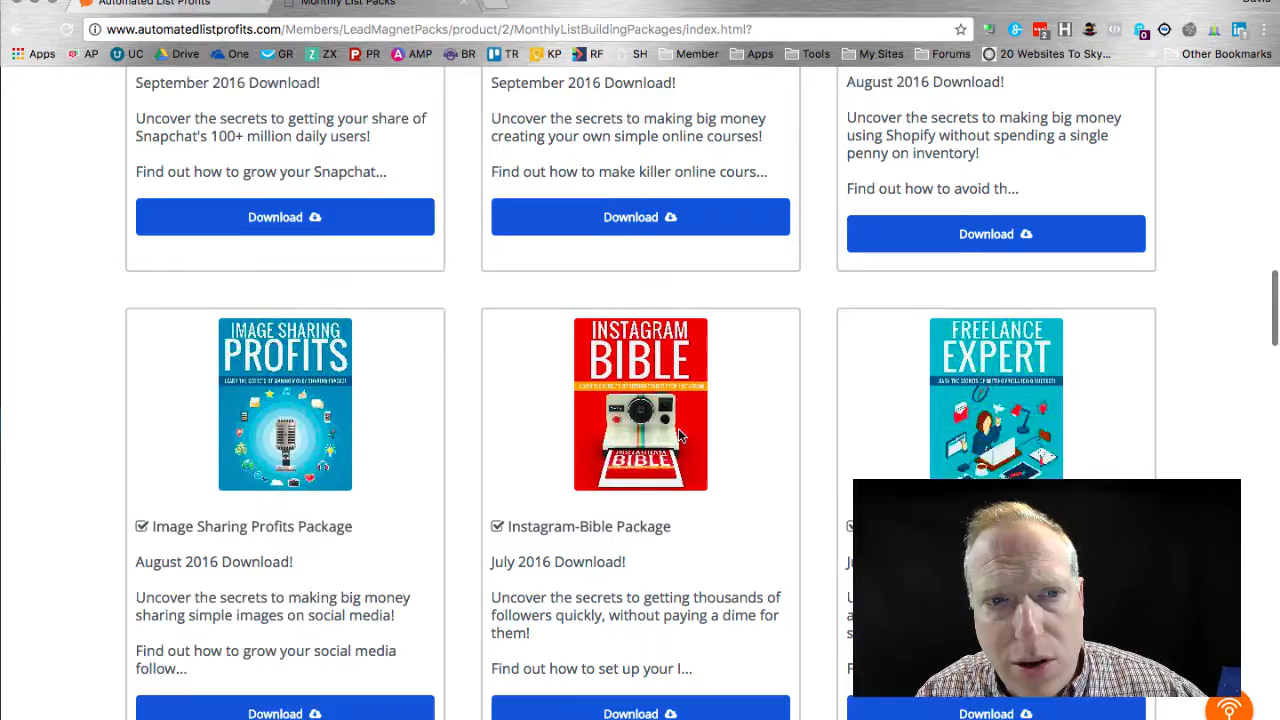 Automated List Profits
Monthly List Packs
www.automatedlistprofits.com/Members/LeadMagnetPacks/product/2/MonthlyListBuildingPackages/index.html?
Apps AP UC Drive One GR ZX PR AMP BR TR KP RF SH Member Apps Tools My Sites Forums 20 Websites To Sky... Other Bookmarks
September 2016 Download!
Uncover the secrets to getting your share of
Snapchat's 100+ million daily users!
Find out how to grow your Snapchat...
Download
September 2016 Download!
Uncover the secrets to making big money
creating your own simple online courses!
Find out how to make killer online cours...
Download
August 2016 Download!
Uncover the secrets to making big money
using Shopify without spending a single
penny on inventory!
Find out how to avoid th...
Download
IMAGE SHARING
PROFITS
Image Sharing Profits Package
August 2016 Download!
Uncover the secrets to making big money
sharing simple images on social media!
Find out how to grow your social media
follow...
Download
INSTAGRAM
BIBLE
INSTAGRAM
BIBLE
Instagram-Bible Package
July 2016 Download!
Uncover the secrets to getting thousands of
followers quickly, without paying a dime for
them!
Find out how to set up your I...
Download
FREELANCE
EXPERT
Download